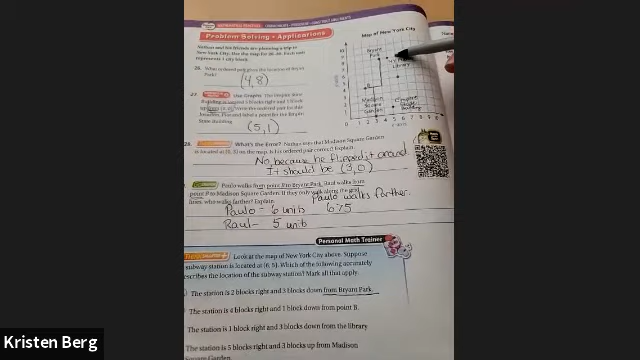 Problem Solving • Applications
Map of New York City
Nathan and his friends are planning a trip to
New York City. Use the map for 26–30. Each unit
represents 1 city block.
26. What ordered pair gives the location of Bryant
Park?
(4,8)
27. Use Graphs The Empire State
Building is located 5 blocks right and 1 block
Write the ordered pair for this
location. Plot and label a point for the Empire
State Building.
(5,1)
Bryant
Park
Library
Madison
Square
Garden
Empire
State
Building
What's the Error? Nathan says that Madison Square Garden
is located at (0, 3) on the map. Is his ordered pair correct? Explain.
No, because he flipped it around
It should be (3,0)
Paulo walks from point B to Bryant Park. Raul walks from
point B to Madison Square Garden. If they only walk along the grid
lines, who walks farther? Explain.
Paulo walks farther.
Paulo - 6 units 6>5
Raul- 5 units
Personal Math Trainer
Look at the map of New York City above. Suppose
subway station is located at (6, 5). Which of the following accurately
describes the location of the subway station? Mark all that apply.
The station is 2 blocks right and 3 blocks down from Bryant Park.
The station is 4 blocks right and 1 block down from point B.
The station is 1 block right and 3 blocks down from the library.
The station is 5 blocks right and 3 blocks up from Madison
Square Garden.
Kristen Berg